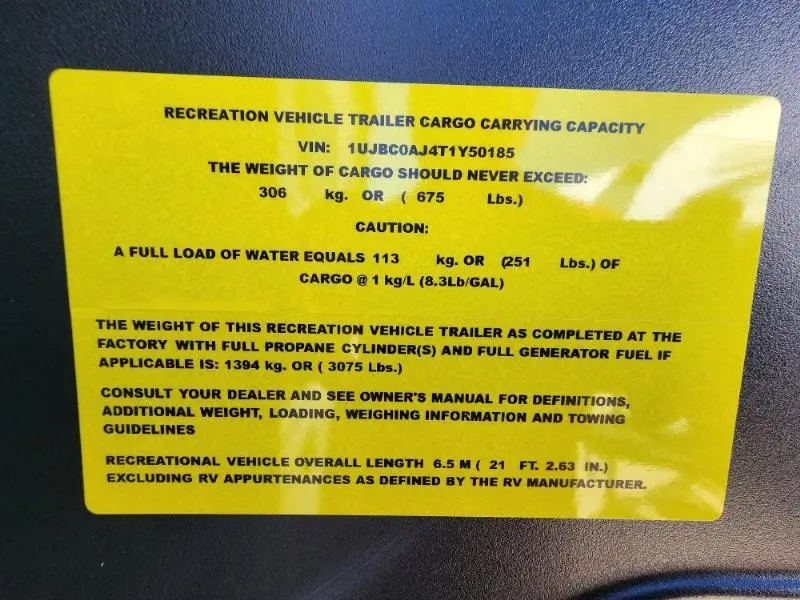 RECREATION VEHICLE TRAILER CARGO CARRYING CAPACITY
VIN: 1UJBC0AJ4T1Y50185
THE WEIGHT OF CARGO SHOULD NEVER EXCEED:
306 kg. OR ( 675 Lbs.)
CAUTION:
A FULL LOAD OF WATER EQUALS 113 kg. OR (251 Lbs.) OF
CARGO @ 1 kg/L (8.3Lb/GAL)
THE WEIGHT OF THIS RECREATION VEHICLE TRAILER AS COMPLETED AT THE
FACTORY WITH FULL PROPANE CYLINDER(S) AND FULL GENERATOR FUEL IF
APPLICABLE IS: 1394 kg. OR ( 3075 Lbs.)
CONSULT YOUR DEALER AND SEE OWNER'S MANUAL FOR DEFINITIONS,
ADDITIONAL WEIGHT, LOADING, WEIGHING INFORMATION AND TOWING
GUIDELINES
RECREATIONAL VEHICLE OVERALL LENGTH 6.5 M ( 21 FT. 2.63 IN.)
EXCLUDING RV APPURTENANCES AS DEFINED BY THE RV MANUFACTURER.